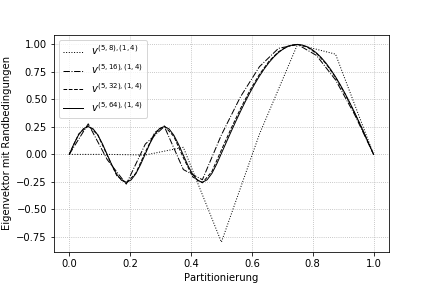 1.00
0.75
0.50
0.25
0.00
−0.25
−0.50
−0.75
Eigenvektor mit Randbedingungen
v^(5, 8), (1, 4)
v^(5, 16), (1, 4)
v^(5, 32), (1, 4)
v^(5, 64), (1, 4)
0.0 0.2 0.4 0.6 0.8 1.0
Partitionierung